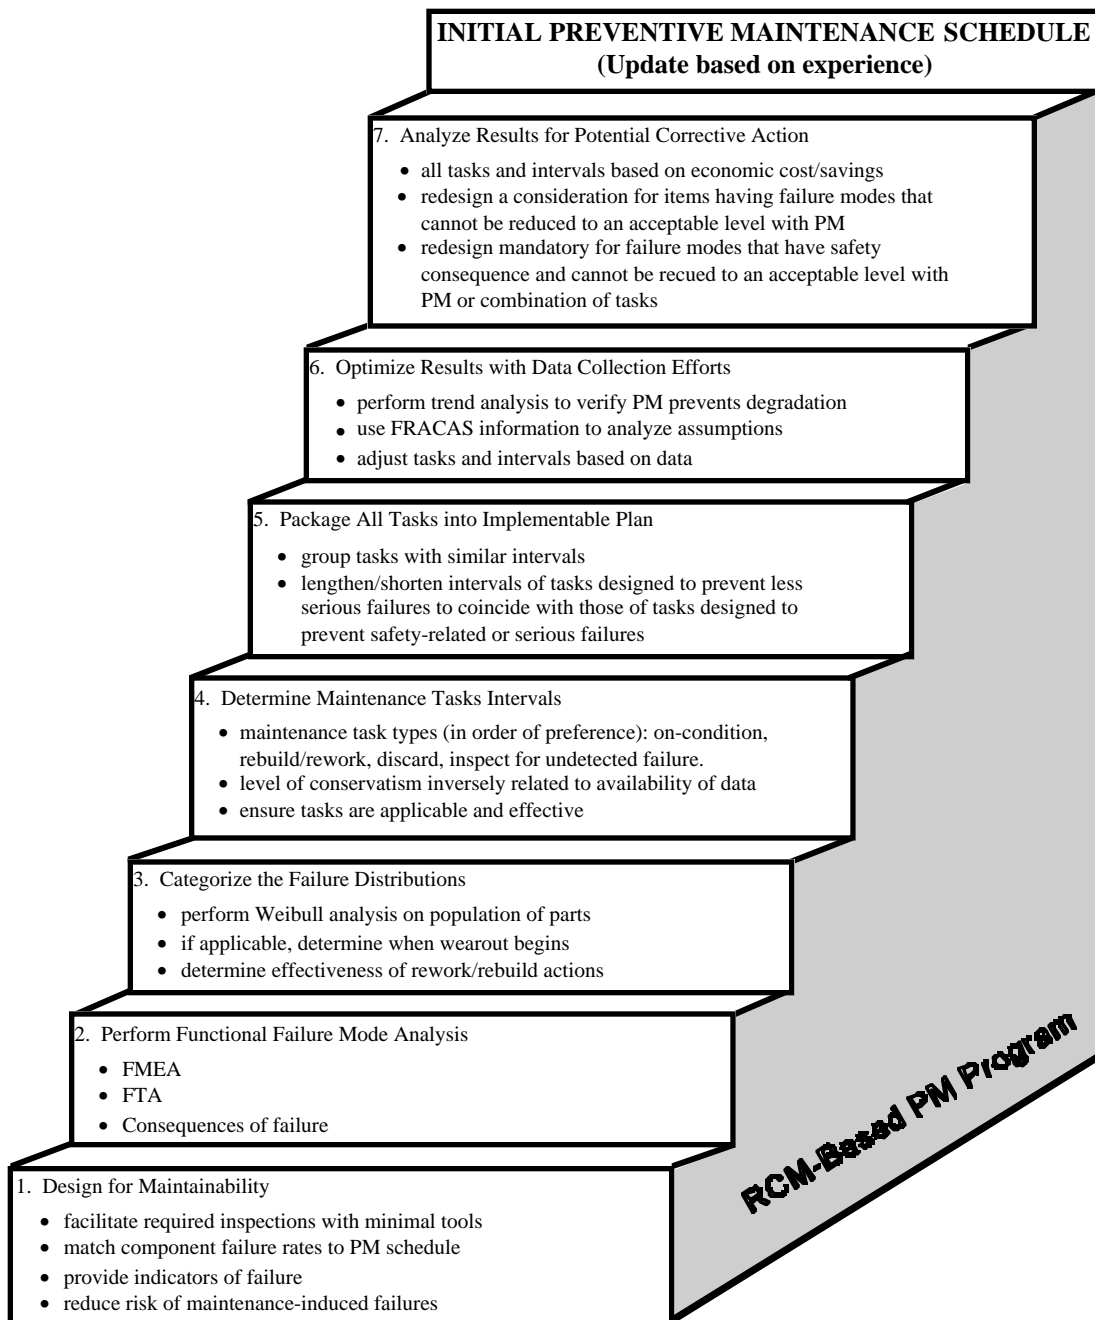 INITIAL PREVENTIVE MAINTENANCE SCHEDULE
(Update based on experience)
7. Analyze Results for Potential Corrective Action
• all tasks and intervals based on economic cost/savings
• redesign a consideration for items having failure modes that
cannot be reduced to an acceptable level with PM
• redesign mandatory for failure modes that have safety
consequence and cannot be recued to an acceptable level with
PM or combination of tasks
6. Optimize Results with Data Collection Efforts
• perform trend analysis to verify PM prevents degradation
• use FRACAS information to analyze assumptions
• adjust tasks and intervals based on data
5. Package All Tasks into Implementable Plan
• group tasks with similar intervals
• lengthen/shorten intervals of tasks designed to prevent less
serious failures to coincide with those of tasks designed to
prevent safety-related or serious failures
4. Determine Maintenance Tasks Intervals
• maintenance task types (in order of preference): on-condition,
rebuild/rework, discard, inspect for undetected failure.
• level of conservatism inversely related to availability of data
• ensure tasks are applicable and effective
3. Categorize the Failure Distributions
• perform Weibull analysis on population of parts
• if applicable, determine when wearout begins
• determine effectiveness of rework/rebuild actions
2. Perform Functional Failure Mode Analysis
• FMEA
• FTA
• Consequences of failure
1. Design for Maintainability
• facilitate required inspections with minimal tools
• match component failure rates to PM schedule
• provide indicators of failure
• reduce risk of maintenance-induced failures
RCM-Based PM Program